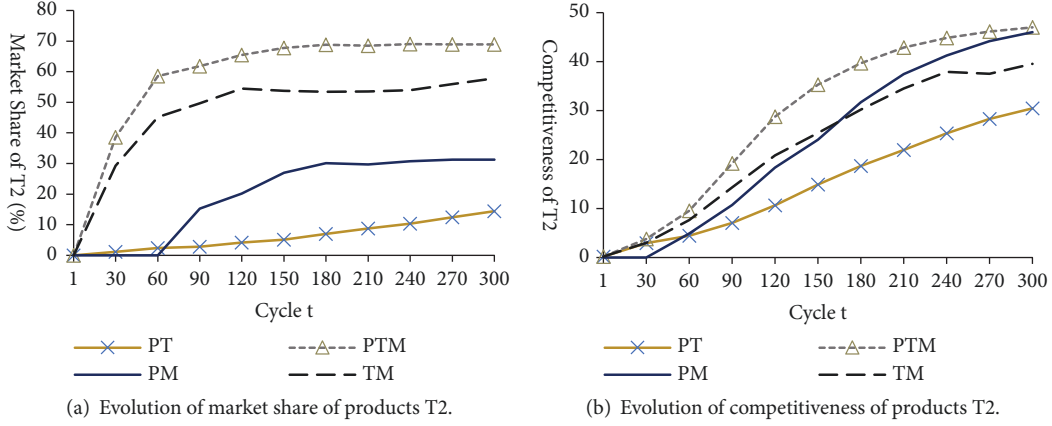 Market Share of T2 (%)
80
70
60
50
40
30
20
10
0
1 30 60 90 120 150 180 210 240 270 300
Cycle t
PT PTM
PM TM
(a) Evolution of market share of products T2.
Competitiveness of T2
50
40
30
20
10
0
1 30 60 90 120 150 180 210 240 270 300
Cycle t
PT PTM
PM TM
(b) Evolution of competitiveness of products T2.